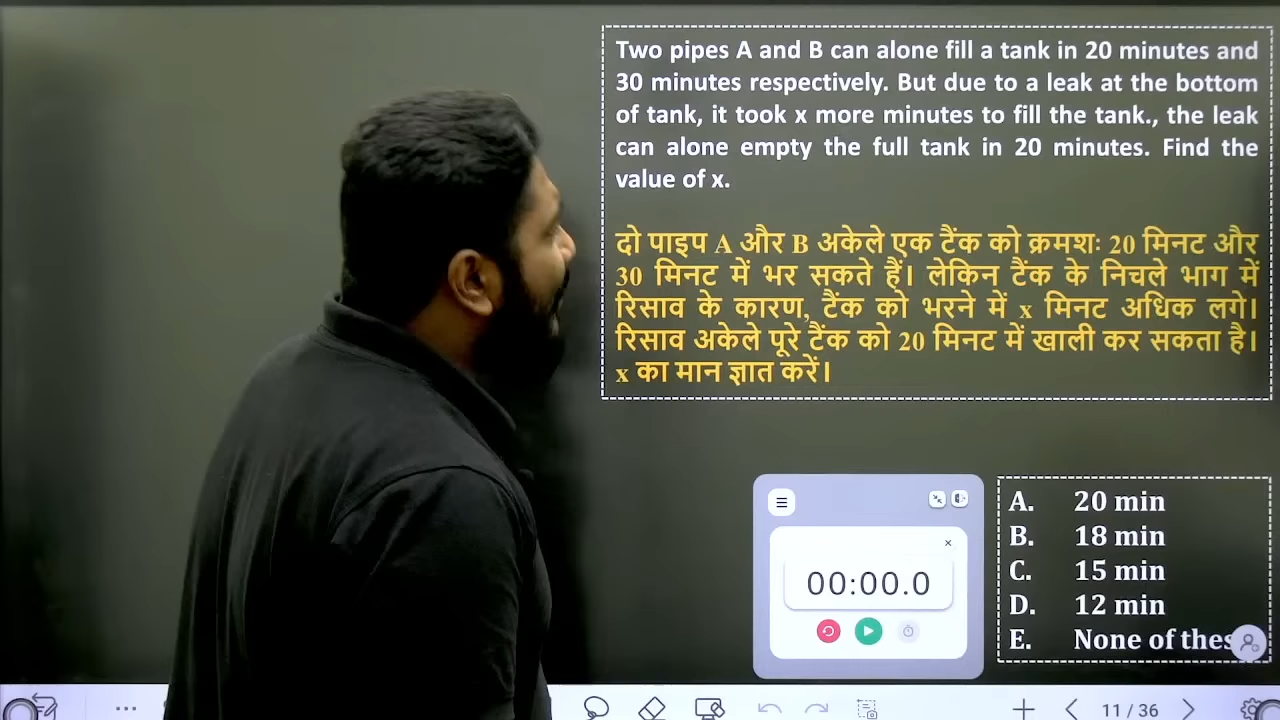 Two pipes A and B can alone fill a tank in 20 minutes and
30 minutes respectively. But due to a leak at the bottom
of tank, it took x more minutes to fill the tank., the leak
can alone empty the full tank in 20 minutes. Find the
value of x.
दो पाइप A और B अकेले एक टैंक को क्रमशः 20 मिनट और
30 मिनट में भर सकते हैं। लेकिन टैंक के निचले भाग में
रिसाव के कारण, टैंक को भरने में x मिनट अधिक लगे।
रिसाव अकेले पूरे टैंक को 20 मिनट में खाली कर सकता है।
x का मान ज्ञात करें।
00:00.0
A. 20 min
B. 18 min
C. 15 min
D. 12 min
E. None of thes
11 / 36